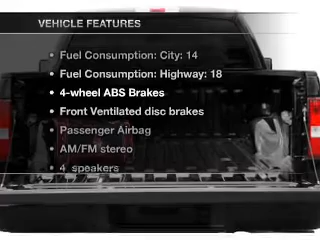 VEHICLE FEATURES
• Fuel Consumption: City: 14
• Fuel Consumption: Highway: 18
• 4-wheel ABS Brakes
• Front Ventilated disc brakes
• Passenger Airbag
• AM/FM stereo
• 4 speakers